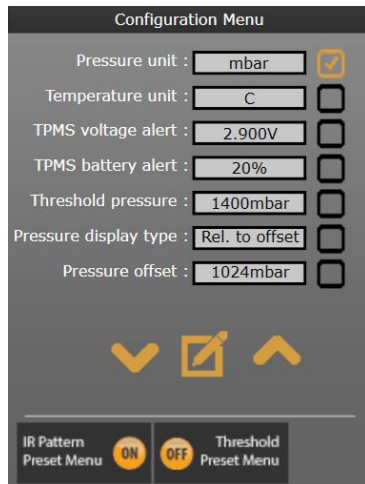 Configuration Menu
Pressure unit : mbar
Temperature unit : C
TPMS voltage alert : 2.900V
TPMS battery alert : 20%
Threshold pressure : 1400mbar
Pressure display type : Rel. to offset
Pressure offset : 1024mbar
IR Pattern
Preset Menu
ON
OFF
Threshold
Preset Menu